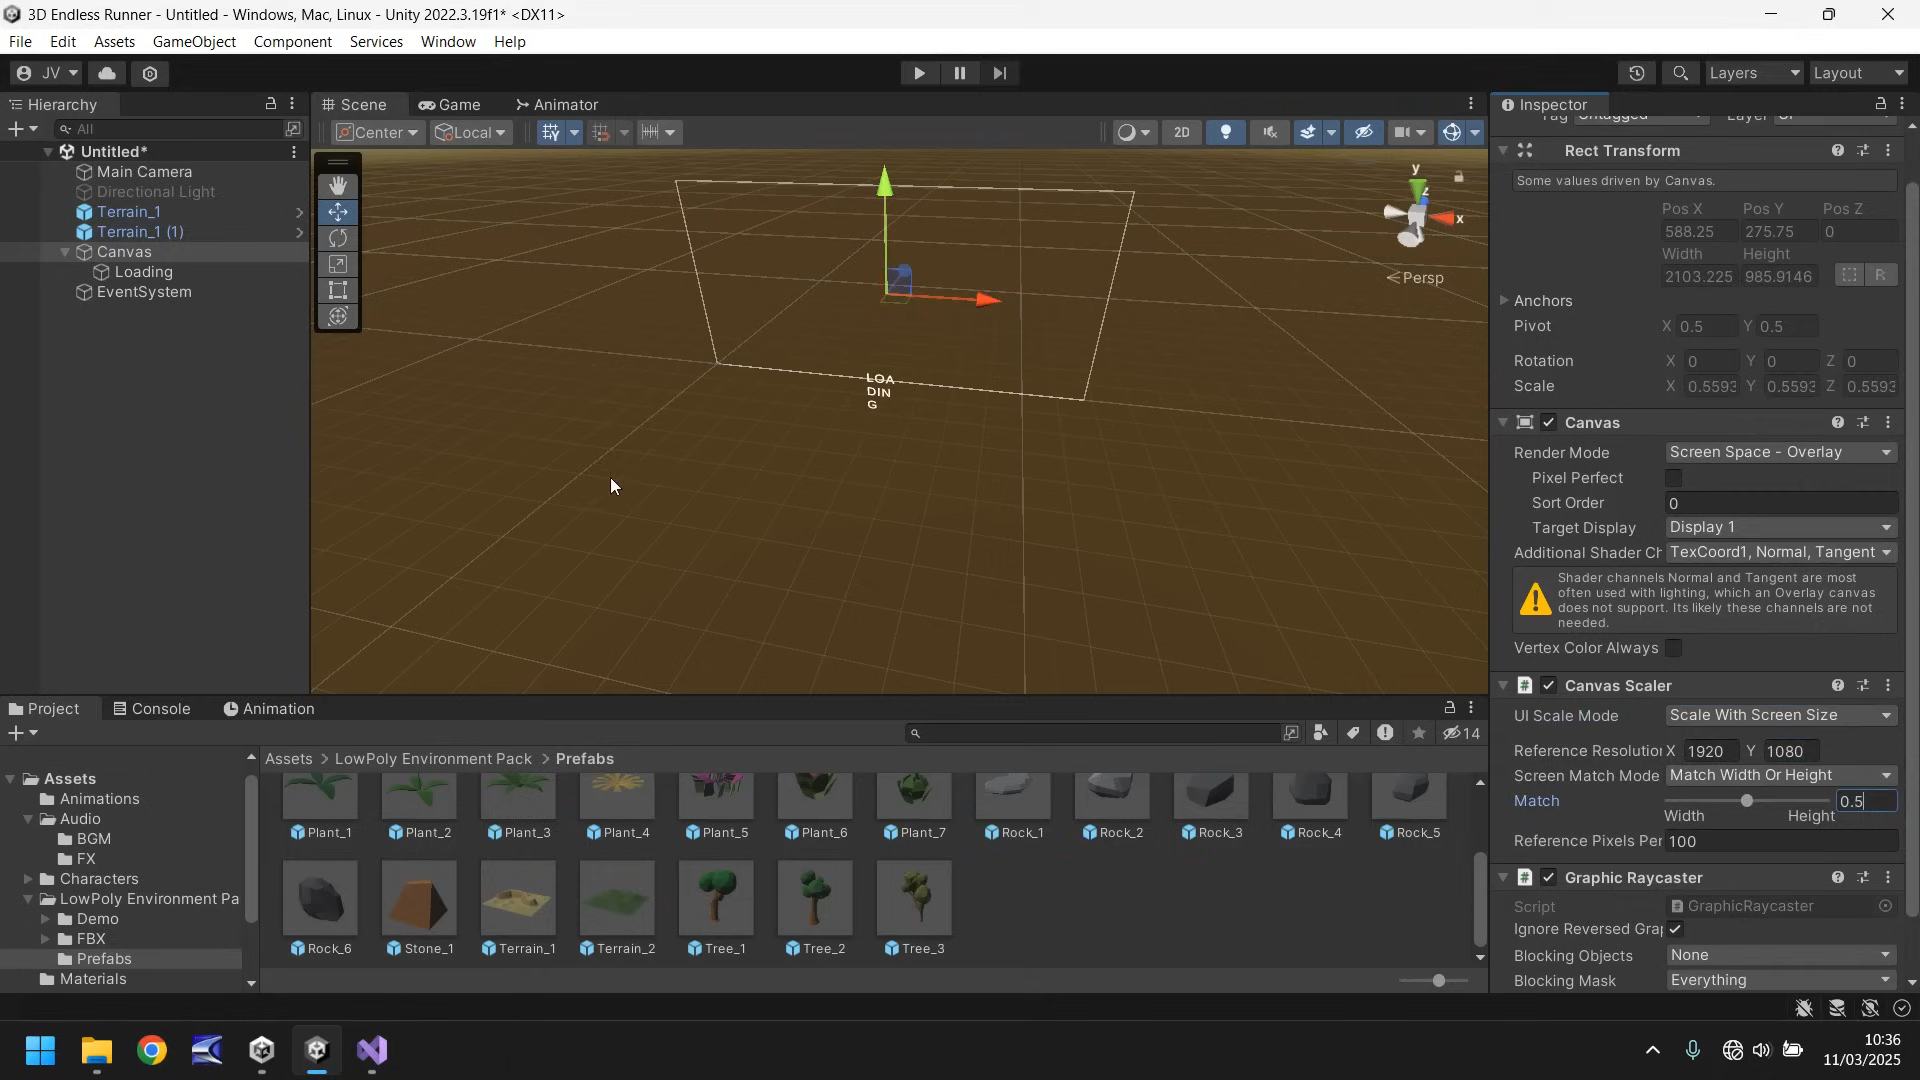 3D Endless Runner - Untitled - Windows, Mac, Linux - Unity 2022.3.19f1* <DX11>
File Edit Assets GameObject Component Services Window Help
JV
Layers
Layout
Hierarchy
All
Untitled*
Main Camera
Directional Light
Terrain_1
Terrain_1 (1)
Canvas
Loading
EventSystem
Scene Game Animator
Center Local
2D
y
z
x
Persp
LOA
DIN
G
Inspector
Rect Transform
Some values driven by Canvas.
Pos X Pos Y Pos Z
588.25 275.75 0
Width Height
2103.225 985.9146 R
Anchors
Pivot X 0.5 Y 0.5
Rotation X 0 Y 0 Z 0
Scale X 0.5593 Y 0.5593 Z 0.5593
Canvas
Render Mode Screen Space - Overlay
Pixel Perfect
Sort Order 0
Target Display Display 1
Additional Shader Ch TexCoord1, Normal, Tangent
Shader channels Normal and Tangent are most
often used with lighting, which an Overlay canvas
does not support. Its likely these channels are not
needed.
Vertex Color Always
Canvas Scaler
UI Scale Mode Scale With Screen Size
Reference Resolution X 1920 Y 1080
Screen Match Mode Match Width Or Height
Match 0.5
Width Height
Reference Pixels Per 100
Graphic Raycaster
Script GraphicRaycaster
Ignore Reversed Grap
Blocking Objects None
Blocking Mask Everything
Project Console Animation
14
Assets
Animations
Audio
BGM
FX
Characters
LowPoly Environment Pa
Demo
FBX
Prefabs
Materials
Assets > LowPoly Environment Pack > Prefabs
Plant_1 Plant_2 Plant_3 Plant_4 Plant_5 Plant_6 Plant_7 Rock_1 Rock_2 Rock_3 Rock_4 Rock_5
Rock_6 Stone_1 Terrain_1 Terrain_2 Tree_1 Tree_2 Tree_3
10:36
11/03/2025